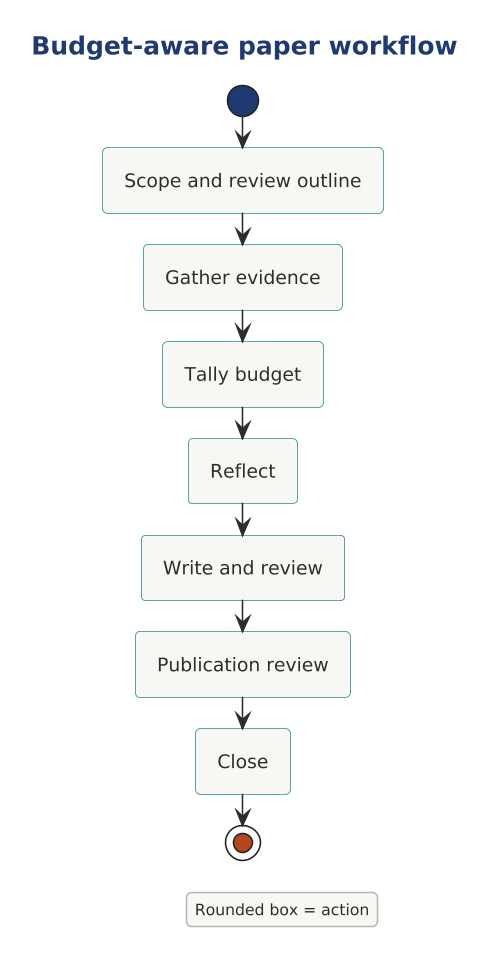 Budget-aware paper workflow
Scope and review outline
Gather evidence
Tally budget
Reflect
Write and review
Publication review
Close
Rounded box = action